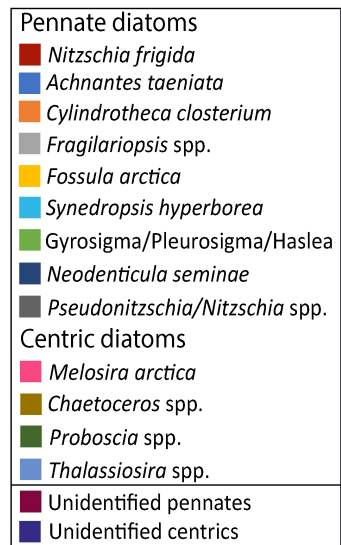 Pennate diatoms
Nitzschia frigida
Achnantes taeniata
Cylindrotheca closterium
Fragilariopsis spp.
Fossula arctica
Synedropsis hyperborea
Gyrosigma/Pleurosigma/Haslea
Neodenticula seminae
Pseudonitzschia/Nitzschia spp.
Centric diatoms
Melosira arctica
Chaetoceros spp.
Proboscia spp.
Thalassiosira spp.
Unidentified pennates
Unidentified centrics